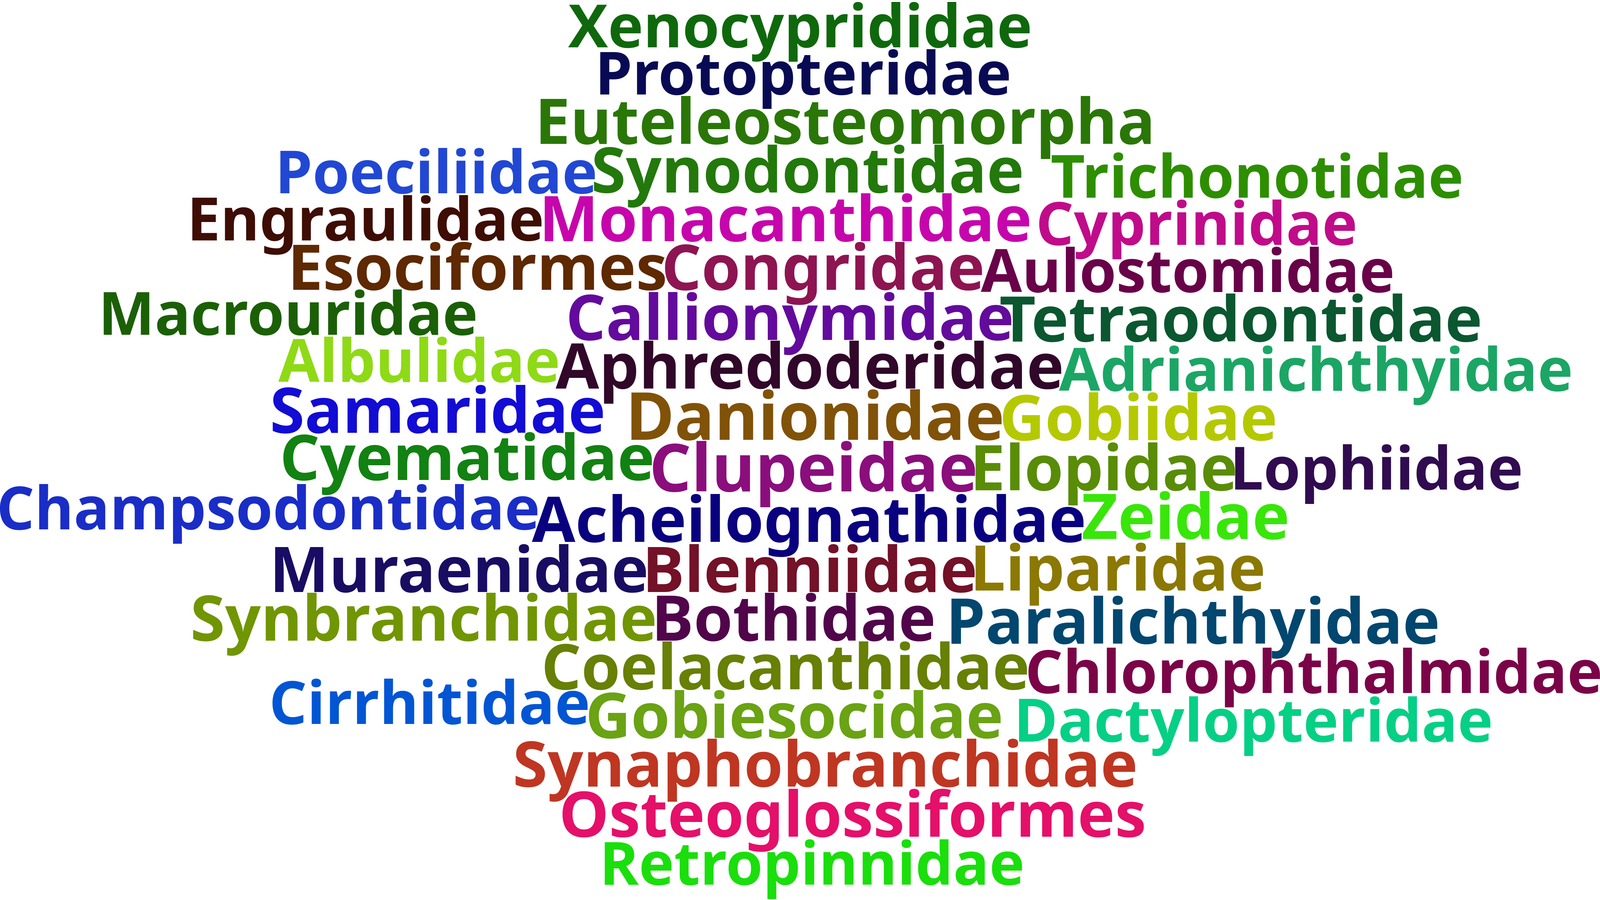 Xenocyprididae
Protopteridae
Euteleosteomorpha
Poeciliidae Synodontidae Trichonotidae
Engraulidae Monacanthidae Cyprinidae
Esociformes Congridae Aulostomidae
Macrouridae Callionymidae Tetraodontidae
Albulidae Aphredoderidae Adrianichthyidae
Samaridae Danionidae Gobiidae
Cyematidae Clupeidae Elopidae Lophiidae
Champsodontidae Acheilognathidae Zeidae
Muraenidae Blenniidae Liparidae
Synbranchidae Bothidae Paralichthyidae
Coelacanthidae Chlorophthalmidae
Cirrhitidae Gobiesocidae Dactylopteridae
Synaphobranchidae
Osteoglossiformes
Retropinnidae